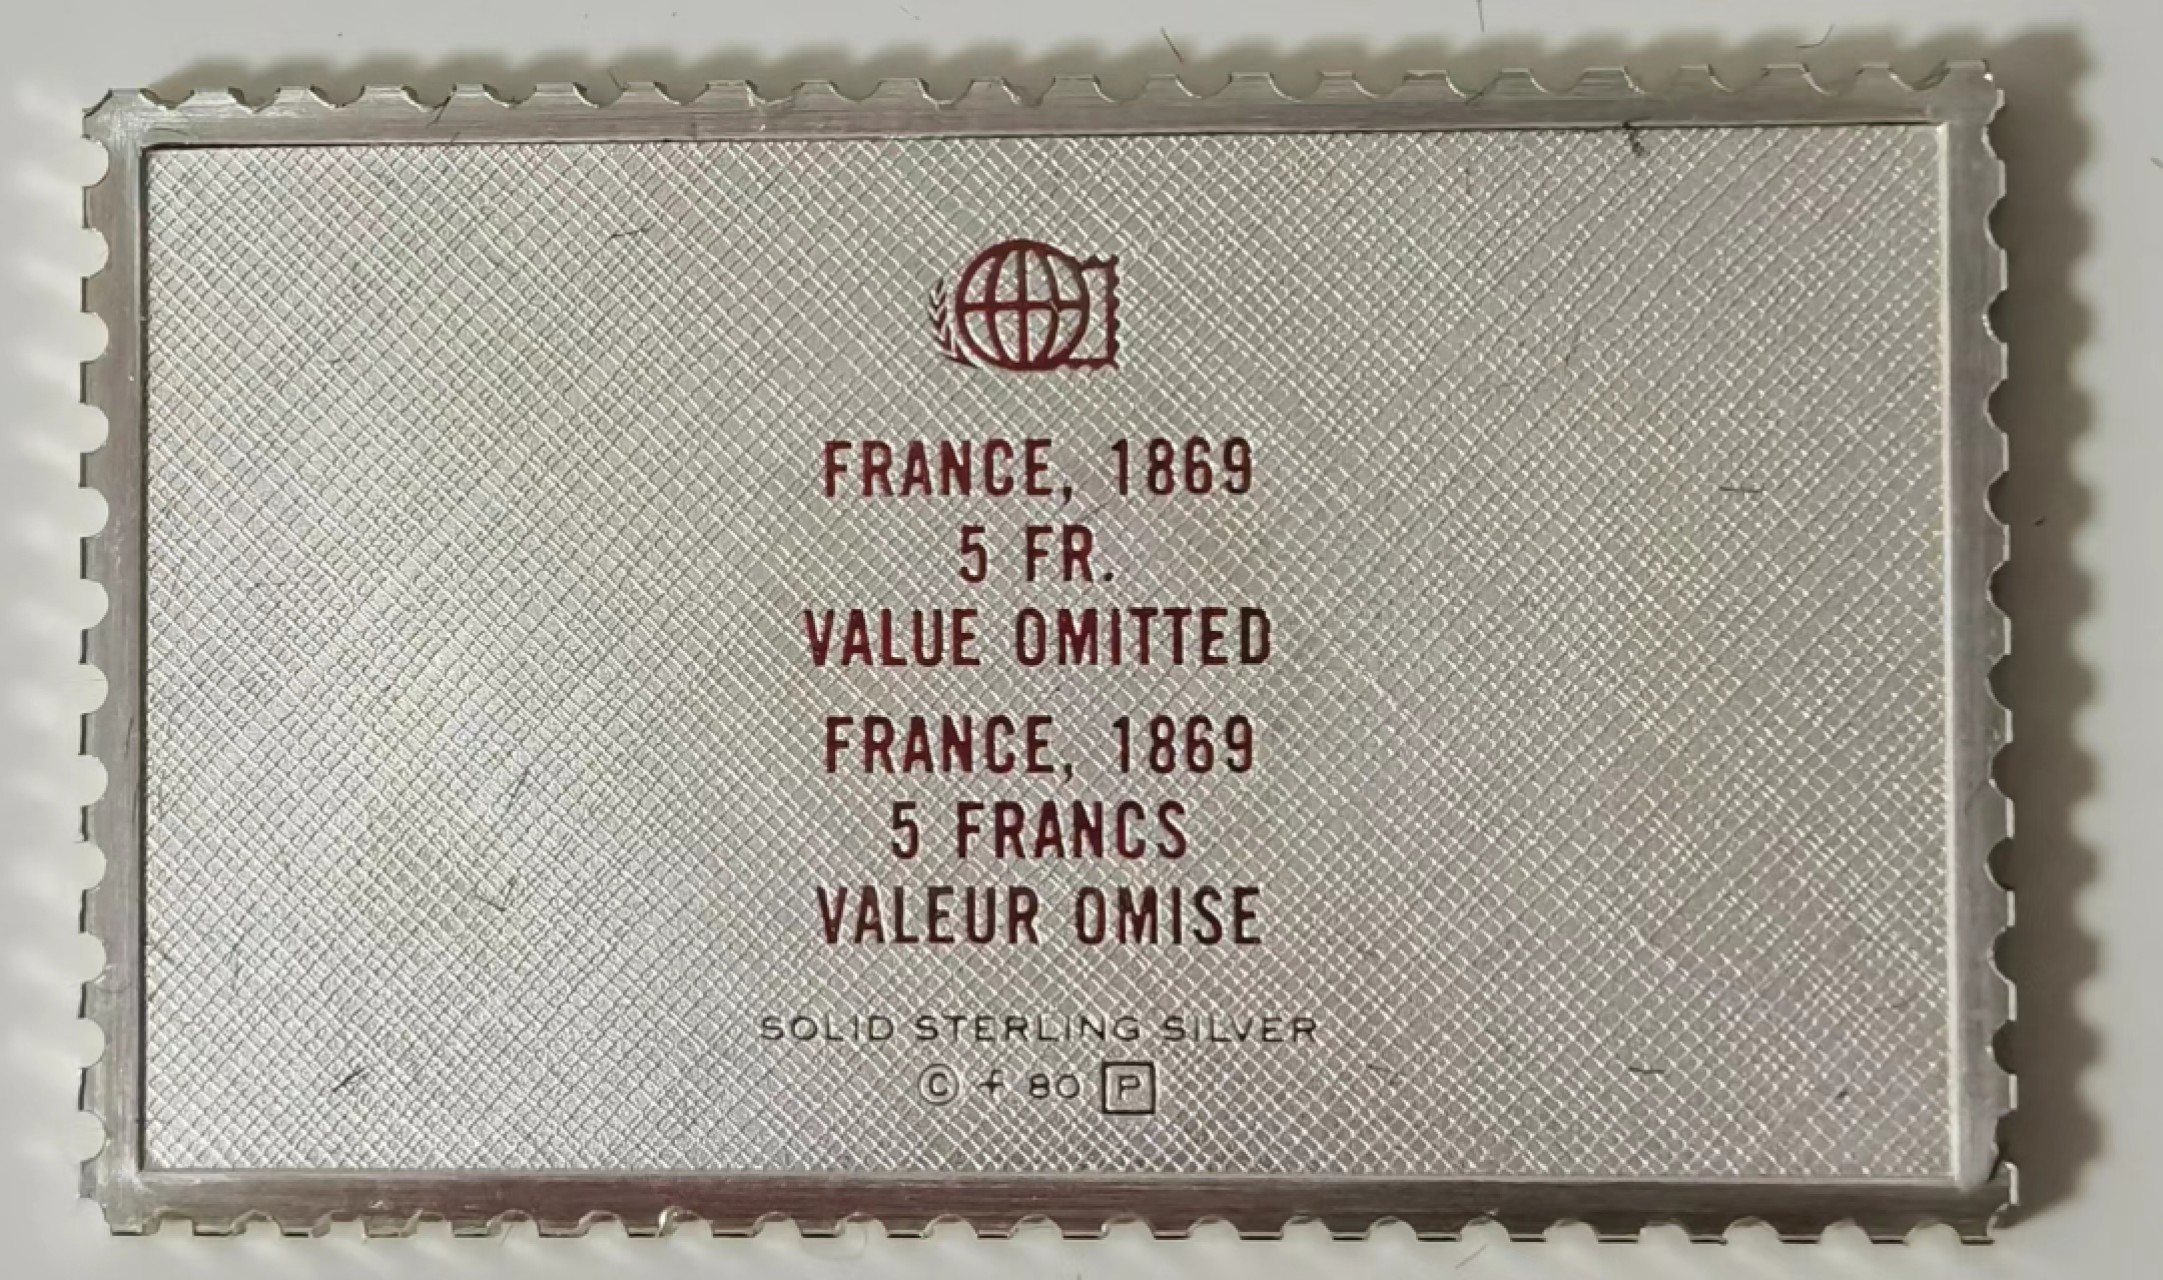 FRANCE, 1869
5 FR.
VALUE OMITTED
FRANCE, 1869
5 FRANCS
VALEUR OMISE
SOLID STERLING SILVER
© f 80 P